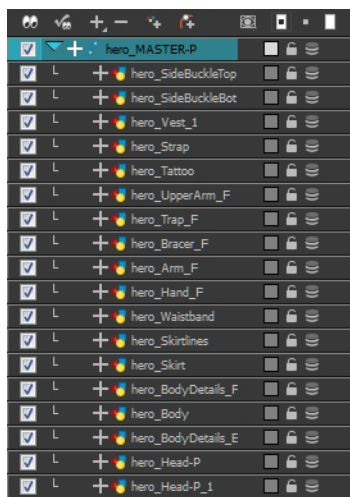 hero_MASTER-P
hero_SideBuckleTop
hero_SideBuckleBot
hero_Vest_1
hero_Strap
hero_Tattoo
hero_UpperArm_F
hero_Trap_F
hero_Bracer_F
hero_Arm_F
hero_Hand_F
hero_Waistband
hero_Skirtlines
hero_Skirt
hero_BodyDetails_F
hero_Body
hero_BodyDetails_E
hero_Head-P
hero_Head-P_1